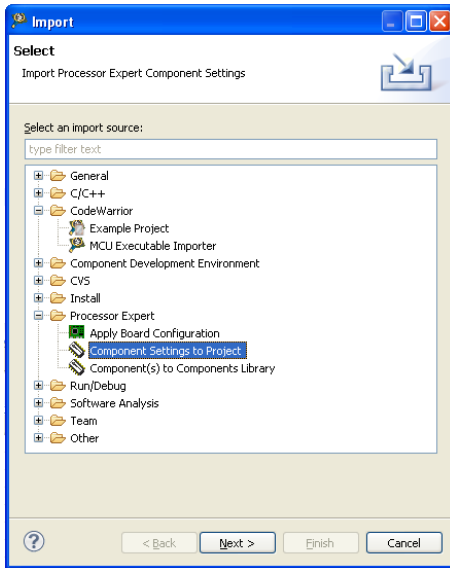 Import
Select
Import Processor Expert Component Settings
Select an import source:
type filter text
General
C/C++
CodeWarrior
Example Project
MCU Executable Importer
Component Development Environment
CVS
Install
Processor Expert
Apply Board Configuration
Component Settings to Project
Component(s) to Components Library
Run/Debug
Software Analysis
Team
Other
? < Back Next > Finish Cancel